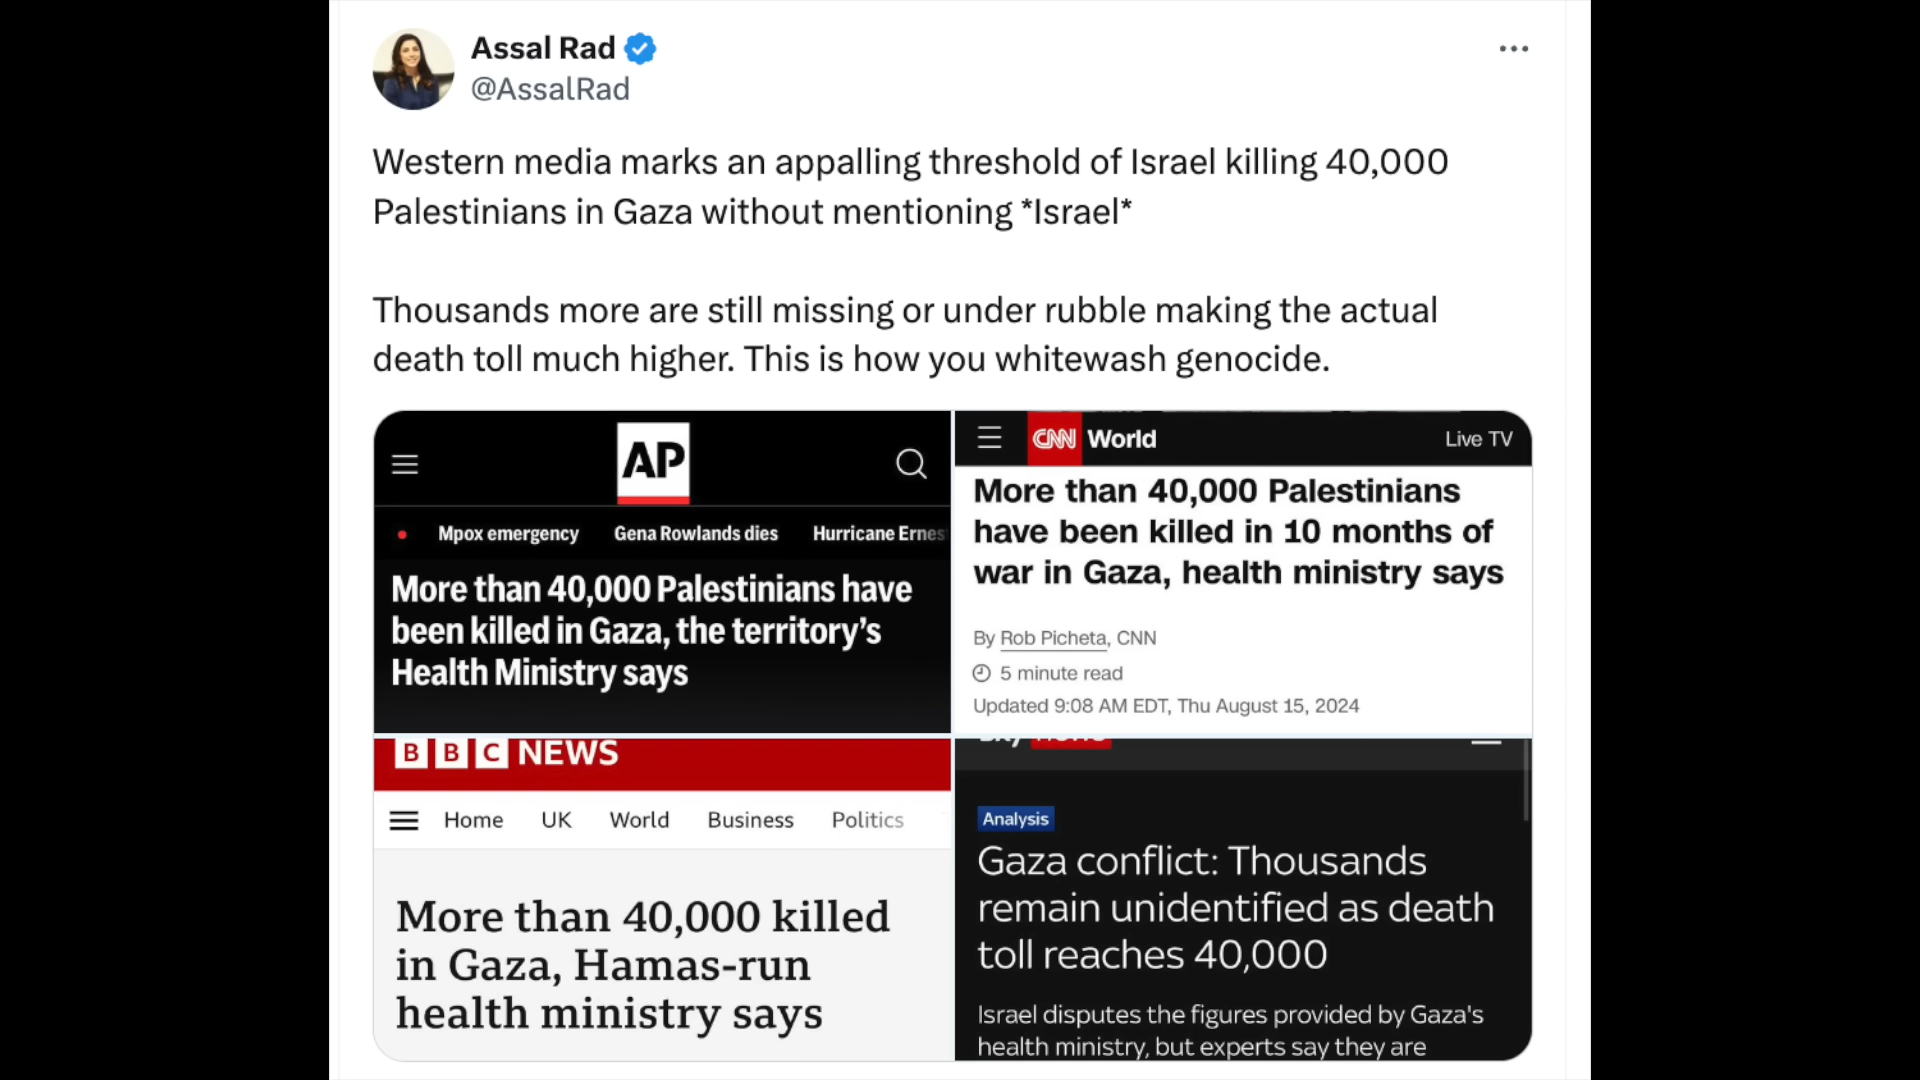 Assal Rad
@AssalRad
Western media marks an appalling threshold of Israel killing 40,000
Palestinians in Gaza without mentioning *Israel*
Thousands more are still missing or under rubble making the actual
death toll much higher. This is how you whitewash genocide.
AP
Mpox emergency Gena Rowlands dies Hurricane Ernes
More than 40,000 Palestinians have
been killed in Gaza, the territory's
Health Ministry says
CNN World Live TV
More than 40,000 Palestinians
have been killed in 10 months of
war in Gaza, health ministry says
By Rob Picheta, CNN
5 minute read
Updated 9:08 AM EDT, Thu August 15, 2024
BBC NEWS
Home UK World Business Politics
More than 40,000 killed
in Gaza, Hamas-run
health ministry says
Analysis
Gaza conflict: Thousands
remain unidentified as death
toll reaches 40,000
Israel disputes the figures provided by Gaza's
health ministry, but experts say they are